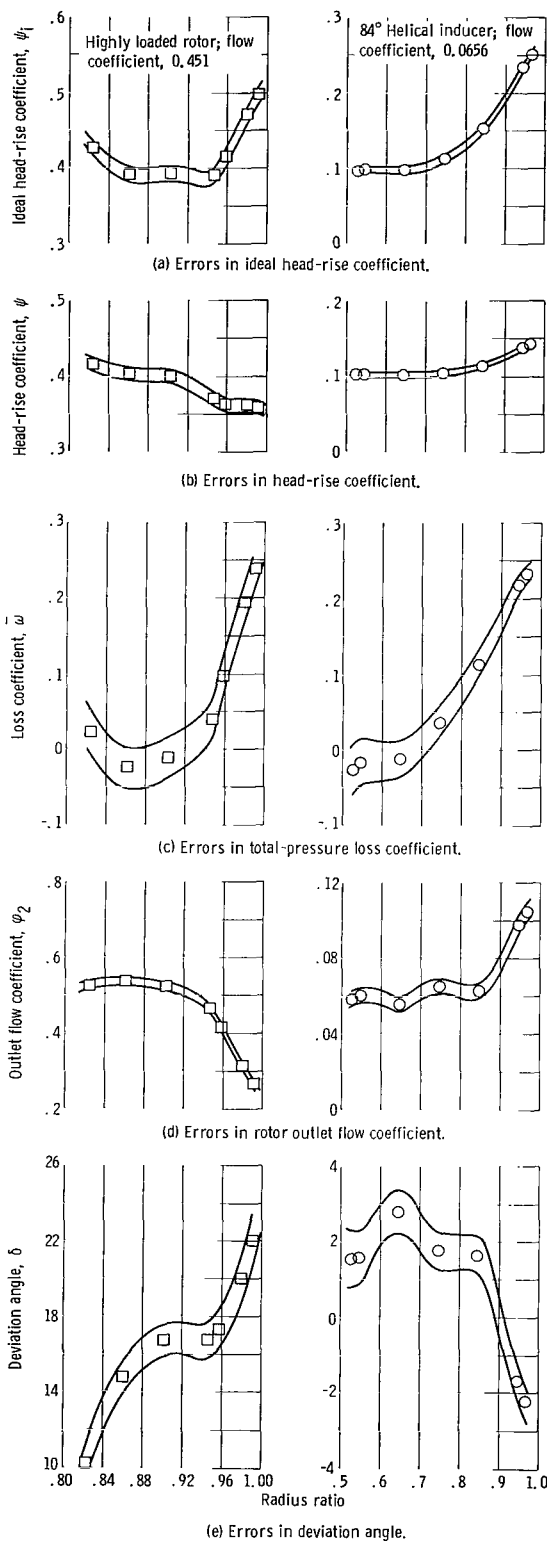 Highly loaded rotor; flow
coefficient, 0.451
84° Helical inducer; flow
coefficient, 0.0656
Ideal head-rise coefficient, ψi
.6
.5
.4
.3
.3
.2
.1
0
(a) Errors in ideal head-rise coefficient.
Head-rise coefficient, ψ
.5
.4
.3
.2
.1
0
(b) Errors in head-rise coefficient.
Loss coefficient, ω̄
.3
.2
.1
0
-.1
.3
.2
.1
0
-.1
(c) Errors in total-pressure loss coefficient.
Outlet flow coefficient, φ2
.8
.6
.4
.2
.12
.08
.04
0
(d) Errors in rotor outlet flow coefficient.
Deviation angle, δ
26
22
18
14
10
4
2
0
-2
-4
.80 .84 .88 .92 .96 1.00
.5 .6 .7 .8 .9 1.0
Radius ratio
(e) Errors in deviation angle.